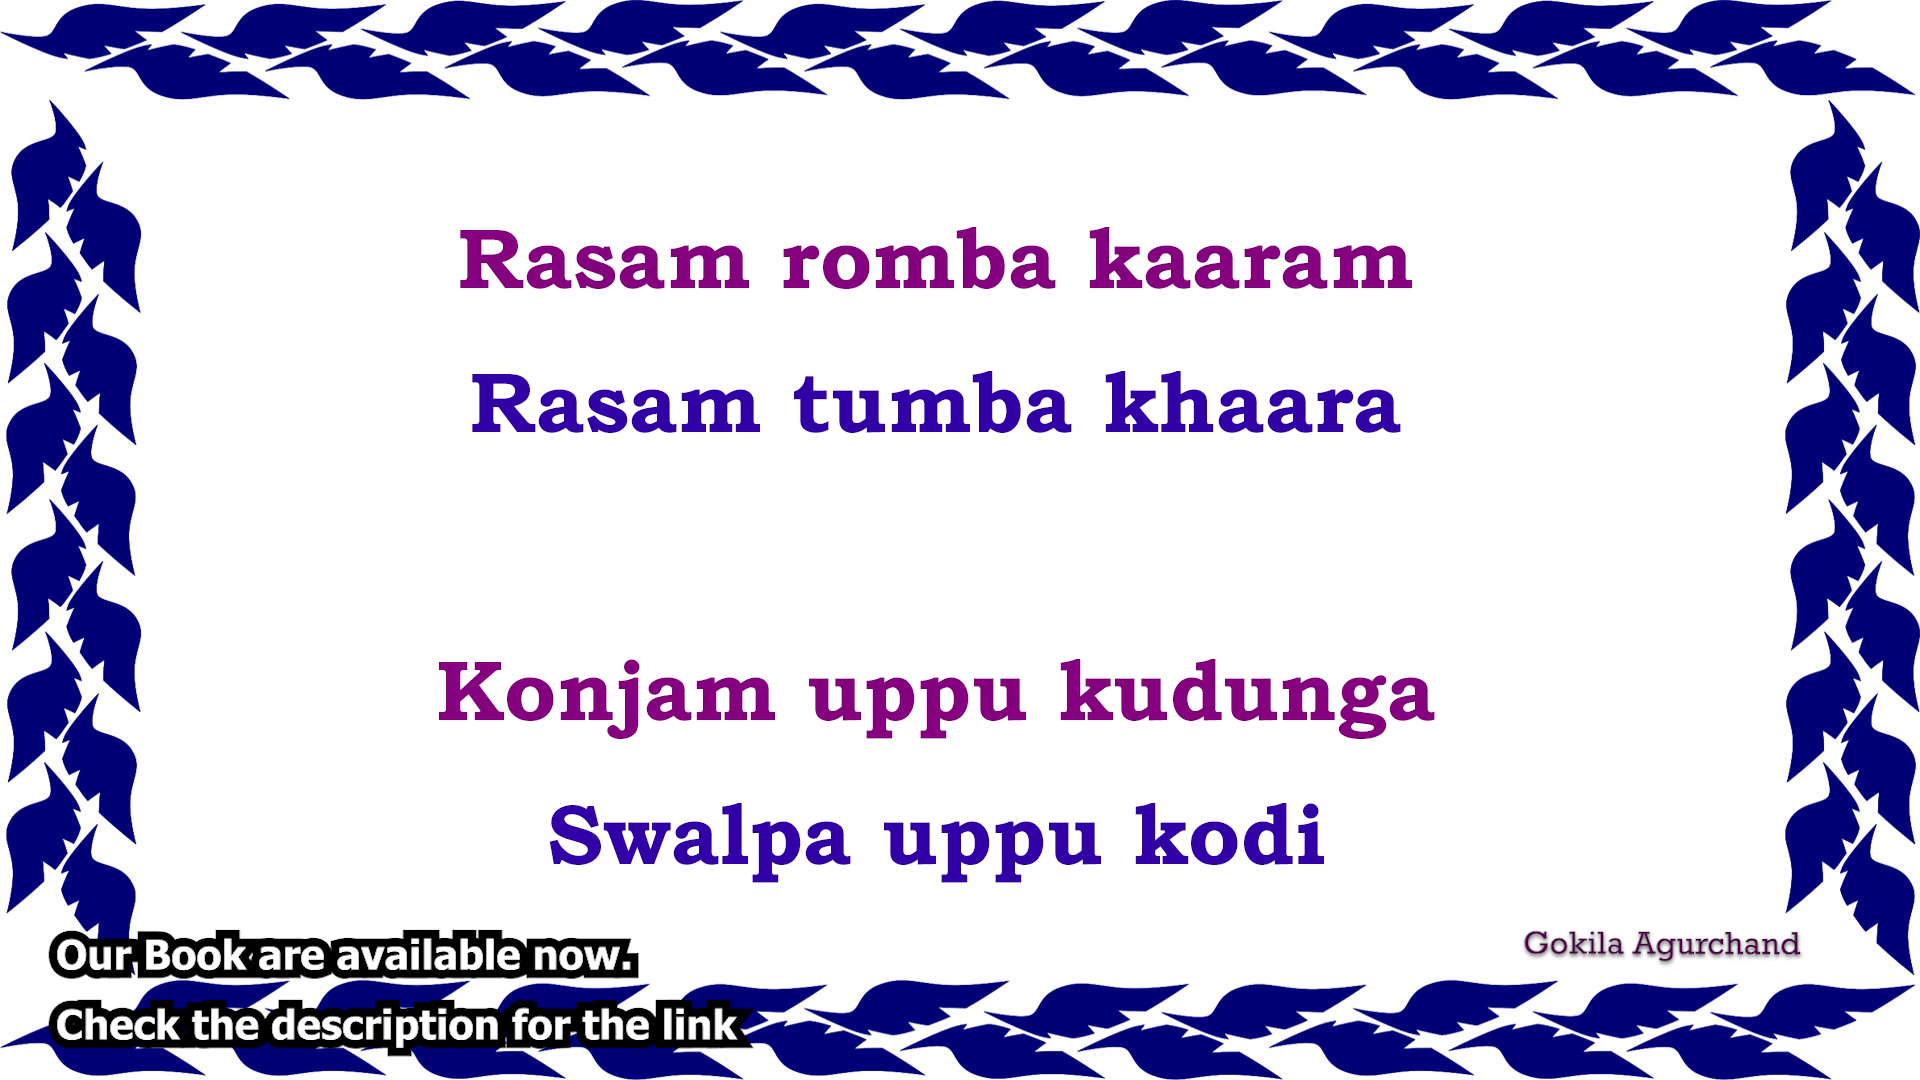 Rasam romba kaaram
Rasam tumba khaara
Konjam uppu kudunga
Swalpa uppu kodi
Gokila Agurchand
Our Book are available now.
Check the description for the link